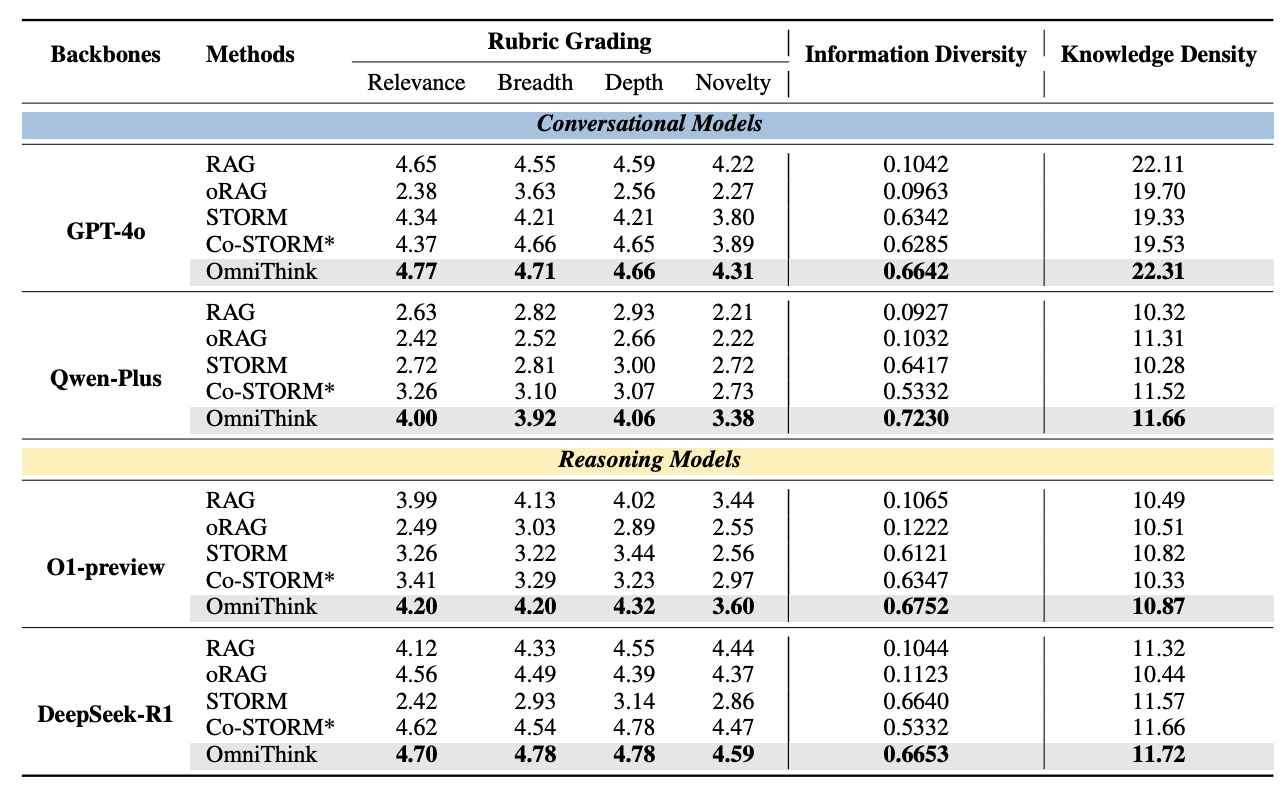 Backbones Methods Rubric Grading Information Diversity Knowledge Density
Relevance Breadth Depth Novelty
Conversational Models
GPT-4o
RAG 4.65 4.55 4.59 4.22 0.1042 22.11
oRAG 2.38 3.63 2.56 2.27 0.0963 19.70
STORM 4.34 4.21 4.21 3.80 0.6342 19.33
Co-STORM* 4.37 4.66 4.65 3.89 0.6285 19.53
OmniThink 4.77 4.71 4.66 4.31 0.6642 22.31
Qwen-Plus
RAG 2.63 2.82 2.93 2.21 0.0927 10.32
oRAG 2.42 2.52 2.66 2.22 0.1032 11.31
STORM 2.72 2.81 3.00 2.72 0.6417 10.28
Co-STORM* 3.26 3.10 3.07 2.73 0.5332 11.52
OmniThink 4.00 3.92 4.06 3.38 0.7230 11.66
Reasoning Models
O1-preview
RAG 3.99 4.13 4.02 3.44 0.1065 10.49
oRAG 2.49 3.03 2.89 2.55 0.1222 10.51
STORM 3.26 3.22 3.44 2.56 0.6121 10.82
Co-STORM* 3.41 3.29 3.23 2.97 0.6347 10.33
OmniThink 4.20 4.20 4.32 3.60 0.6752 10.87
DeepSeek-R1
RAG 4.12 4.33 4.55 4.44 0.1044 11.32
oRAG 4.56 4.49 4.39 4.37 0.1123 10.44
STORM 2.42 2.93 3.14 2.86 0.6640 11.57
Co-STORM* 4.62 4.54 4.78 4.47 0.5332 11.66
OmniThink 4.70 4.78 4.78 4.59 0.6653 11.72